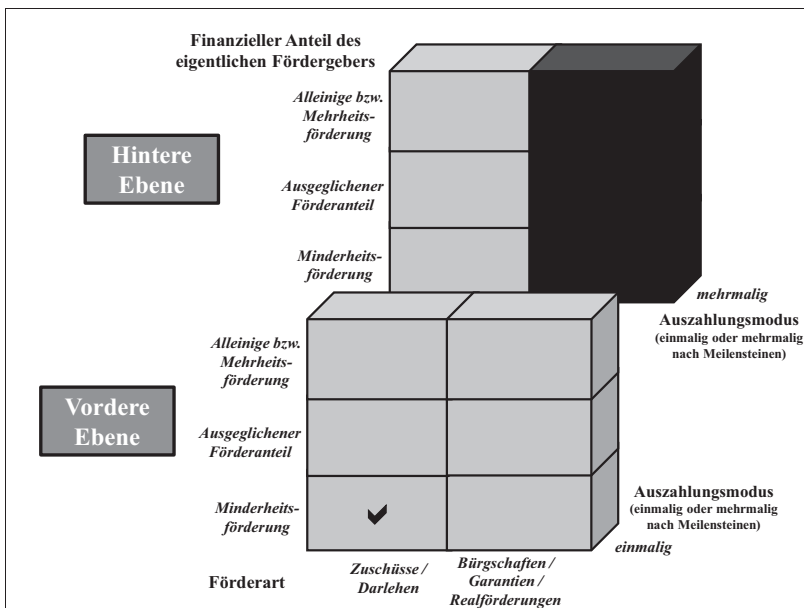 Finanzieller Anteil des
eigentlichen Fördergebers
Alleinige bzw.
Mehrheits-
förderung
Hintere
Ebene
Ausgeglichener
Förderanteil
Minderheits-
förderung
mehrmalig
Auszahlungsmodus
(einmalig oder mehrmalig
nach Meilensteinen)
Alleinige bzw.
Mehrheits-
förderung
Vordere
Ebene
Ausgeglichener
Förderanteil
Minderheits-
förderung
Auszahlungsmodus
(einmalig oder mehrmalig
nach Meilensteinen)
einmalig
Förderart
Zuschüsse /
Darlehen
Bürgschaften /
Garantien /
Realförderungen